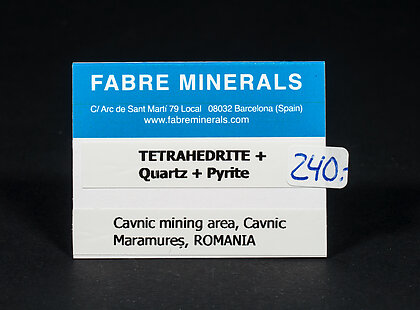 FABRE MINERALS
C/ Arc de Sant Martí 79 Local 08032 Barcelona (Spain)
www.fabreminerals.com
TETRAHEDRITE +
Quartz + Pyrite
240.-
Cavnic mining area, Cavnic
Maramureș, ROMANIA